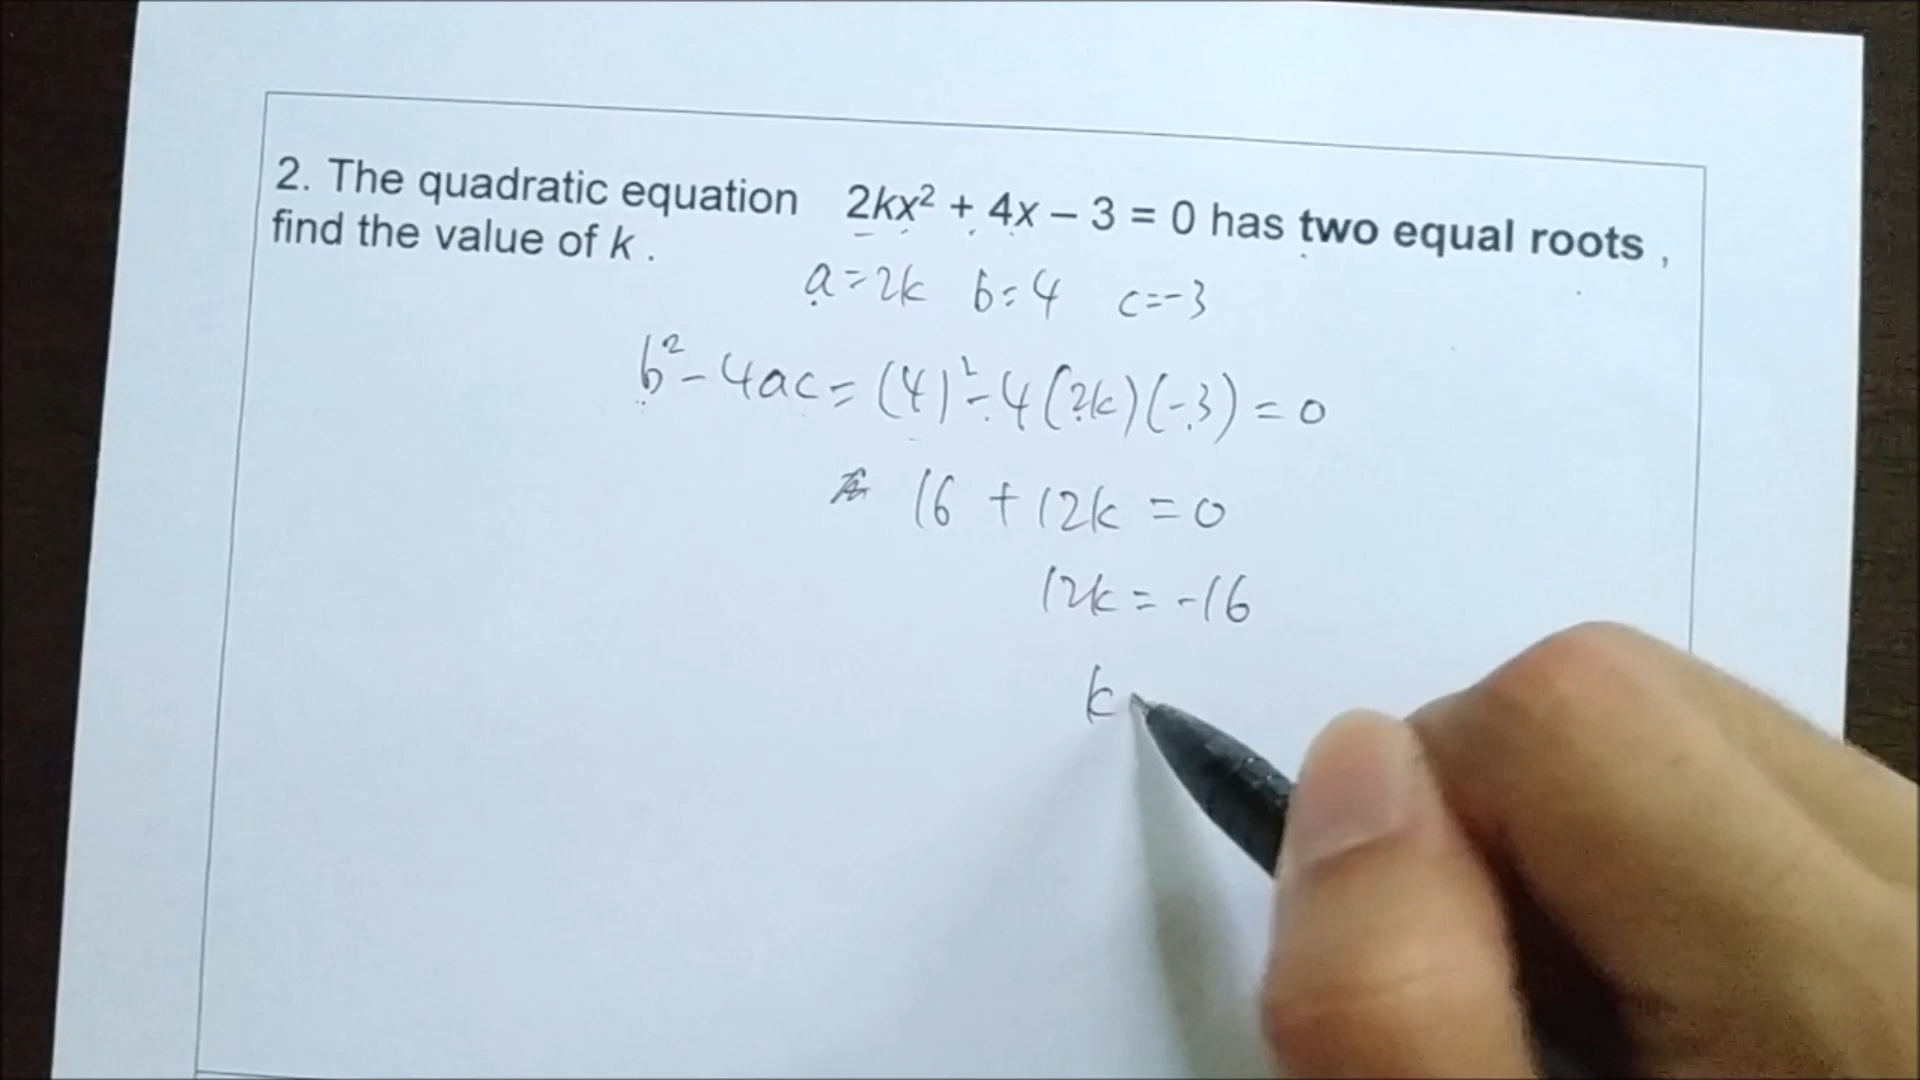 2. The quadratic equation 2kx² + 4x – 3 = 0 has two equal roots ,
find the value of k .
a = 2k b = 4 c = -3
b² - 4ac = (4)² - 4(2k)(-3) = 0
16 + 12k = 0
12k = -16
k